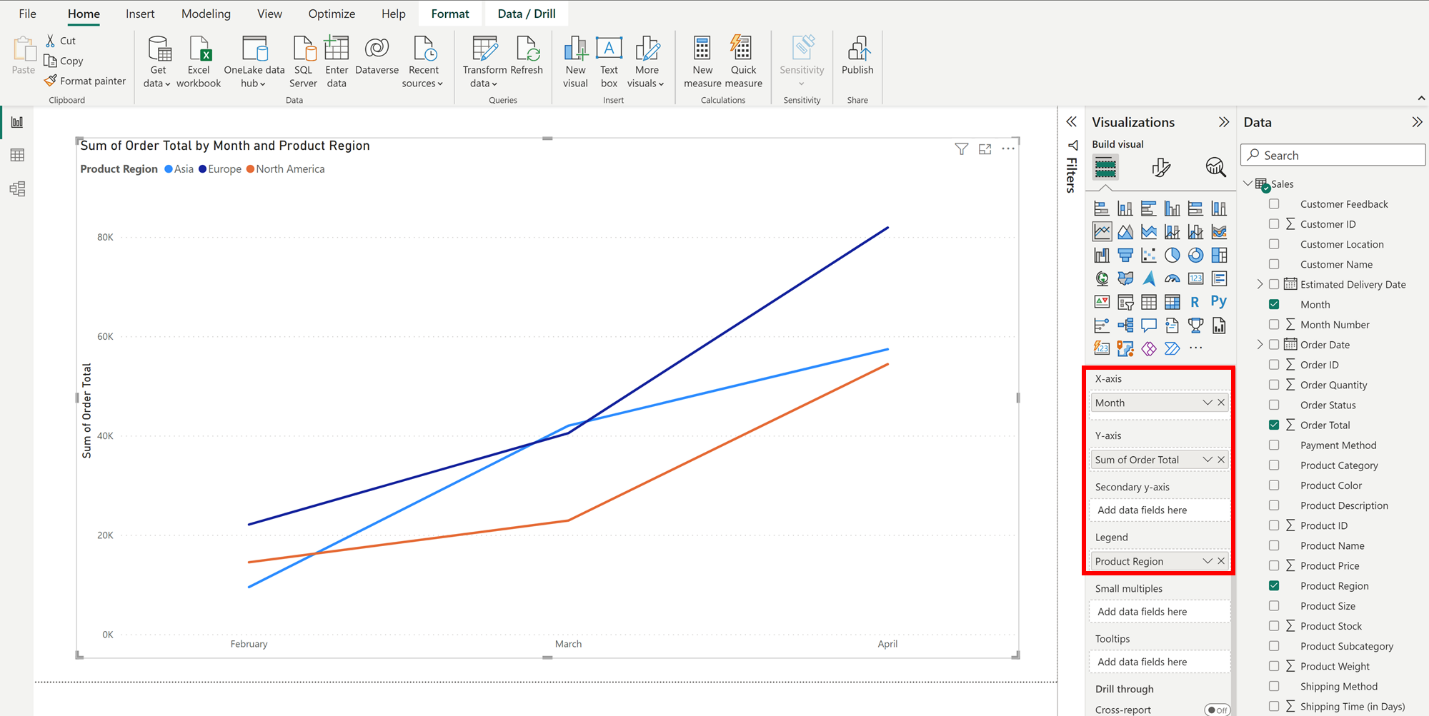 File Home Insert Modeling View Optimize Help Format Data / Drill
Paste
Cut
Copy
Format painter
Clipboard
Get data
Excel workbook
OneLake data hub
SQL Server
Enter data
Dataverse
Recent sources
Data
Transform data
Refresh
Queries
New visual
A
Text box
More visuals
Insert
New measure
Quick measure
Calculations
Sensitivity
Sensitivity
Publish
Share
Sum of Order Total by Month and Product Region
Product Region Asia Europe North America
80K
60K
40K
20K
0K
Sum of Order Total
February March April
Filters
Visualizations
Build visual
123
R Py
123
X-axis
Month
Y-axis
Sum of Order Total
Secondary y-axis
Add data fields here
Legend
Product Region
Small multiples
Add data fields here
Tooltips
Add data fields here
Drill through
Cross-report Off
Data
Search
Sales
Customer Feedback
Customer ID
Customer Location
Customer Name
Estimated Delivery Date
Month
Month Number
Order Date
Order ID
Order Quantity
Order Status
Order Total
Payment Method
Product Category
Product Color
Product Description
Product ID
Product Name
Product Price
Product Region
Product Size
Product Stock
Product Subcategory
Product Weight
Shipping Method
Shipping Time (in Days)